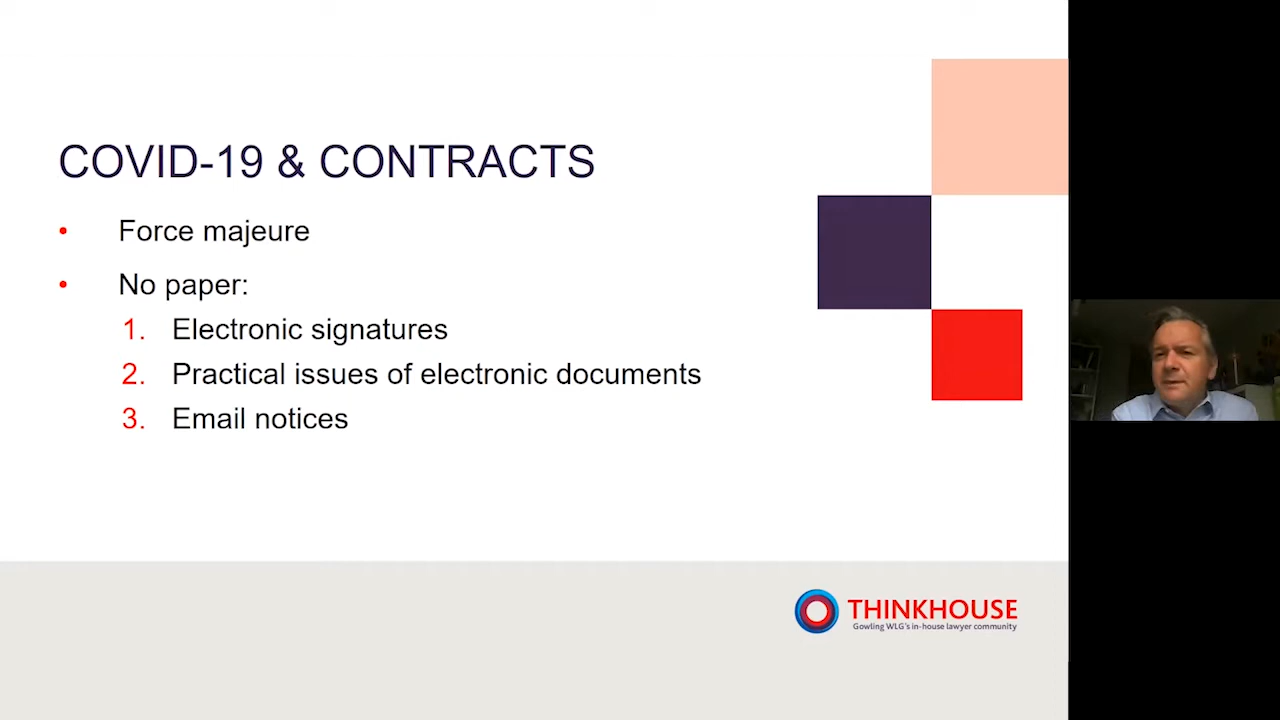 COVID-19 & CONTRACTS
• Force majeure
• No paper:
1. Electronic signatures
2. Practical issues of electronic documents
3. Email notices
THINKHOUSE
Gowling WLG's in-house lawyer community